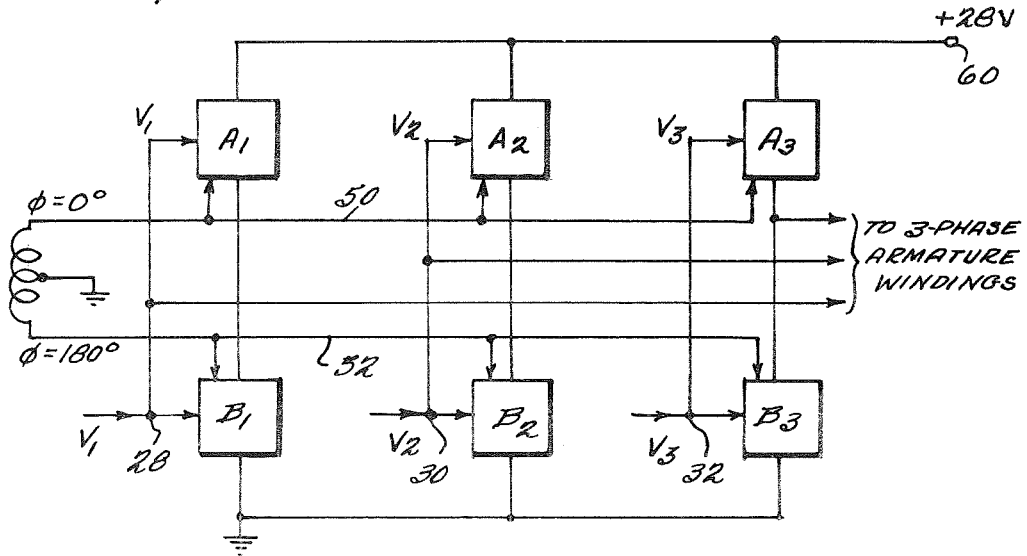 +28V
60
V1
A1
V2
A2
V3
A3
φ=0°
50
TO 3-PHASE
ARMATURE
WINDINGS
φ=180°
52
V1
28
B1
V2
30
B2
V3
32
B3